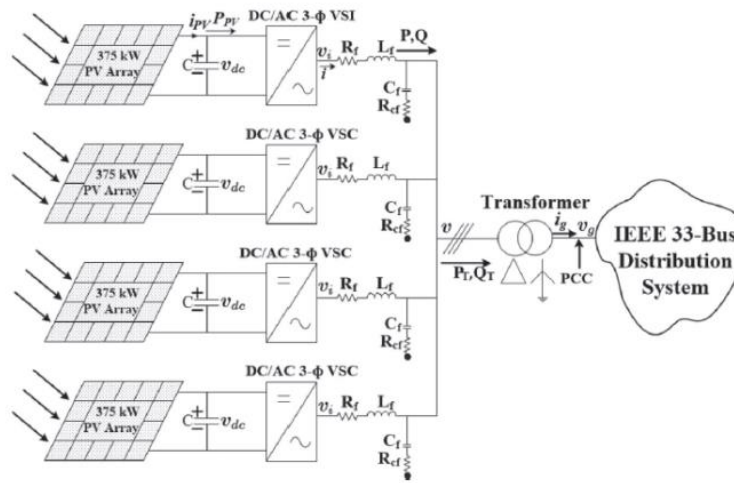 i_PV P_PV DC/AC 3-ϕ VSI
375 kW
PV Array
C + − v_dc
v_i R_f L_f P,Q
i
C_f
R_cf
DC/AC 3-ϕ VSC
375 kW
PV Array
C + − v_dc
v_i R_f L_f
C_f
R_cf
Transformer
v i_g v_g
P_T,Q_T
PCC
IEEE 33-Bus
Distribution
System
DC/AC 3-ϕ VSC
375 kW
PV Array
C + − v_dc
v_i R_f L_f
C_f
R_cf
DC/AC 3-ϕ VSC
375 kW
PV Array
C + − v_dc
v_i R_f L_f
C_f
R_cf